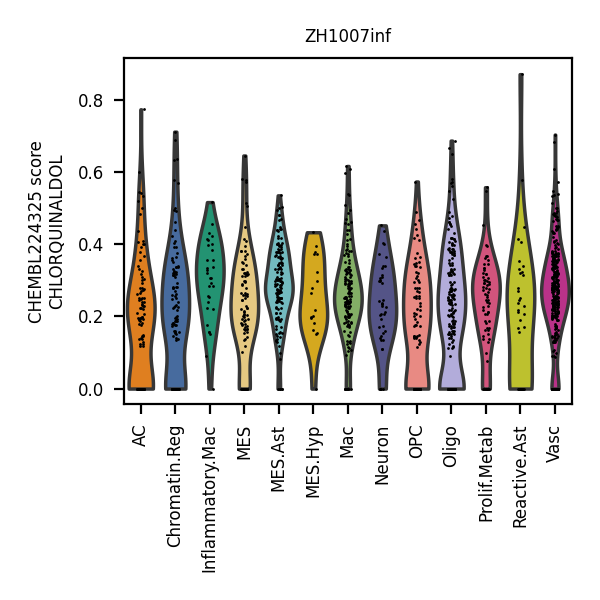 ZH1007inf
CHEMBL224325 score
CHLORQUINALDOL
0.8
0.6
0.4
0.2
0.0
AC
Chromatin.Reg
Inflammatory.Mac
MES
MES.Ast
MES.Hyp
Mac
Neuron
OPC
Oligo
Prolif.Metab
Reactive.Ast
Vasc